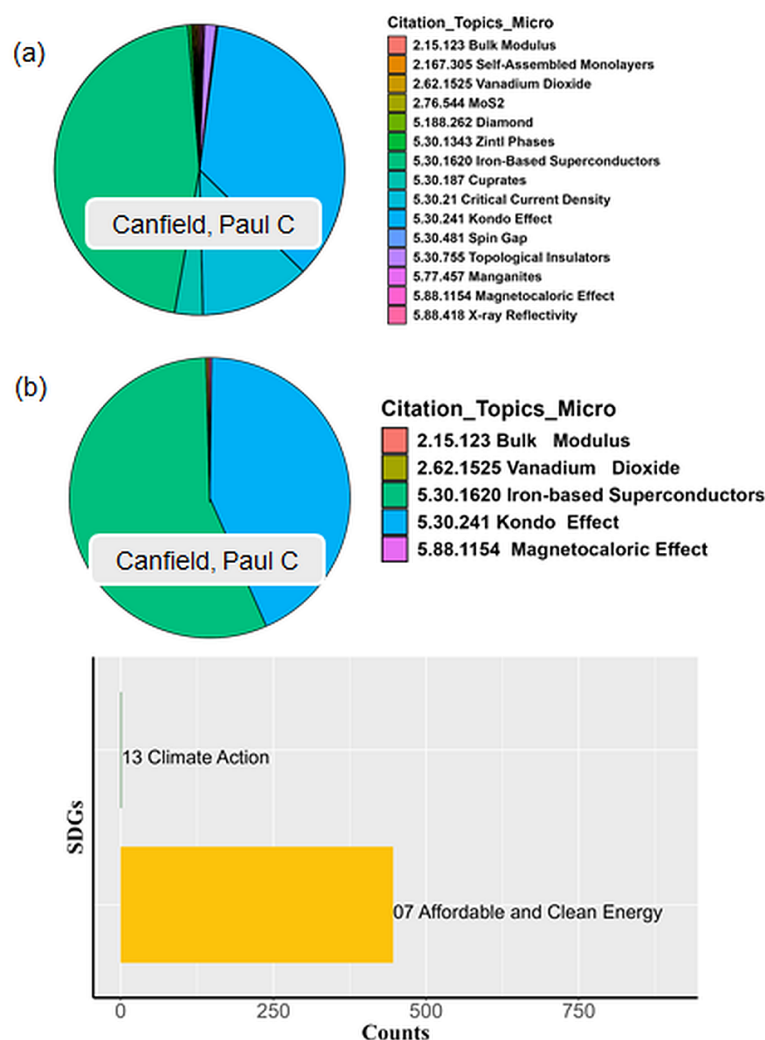 (a)
Canfield, Paul C
Citation_Topics_Micro
2.15.123 Bulk Modulus
2.167.305 Self-Assembled Monolayers
2.62.1525 Vanadium Dioxide
2.76.544 MoS2
5.188.262 Diamond
5.30.1343 Zintl Phases
5.30.1620 Iron-Based Superconductors
5.30.187 Cuprates
5.30.21 Critical Current Density
5.30.241 Kondo Effect
5.30.481 Spin Gap
5.30.755 Topological Insulators
5.77.457 Manganites
5.88.1154 Magnetocaloric Effect
5.88.418 X-ray Reflectivity
(b)
Canfield, Paul C
Citation_Topics_Micro
2.15.123 Bulk Modulus
2.62.1525 Vanadium Dioxide
5.30.1620 Iron-based Superconductors
5.30.241 Kondo Effect
5.88.1154 Magnetocaloric Effect
SDGs
13 Climate Action
07 Affordable and Clean Energy
0 250 500 750
Counts